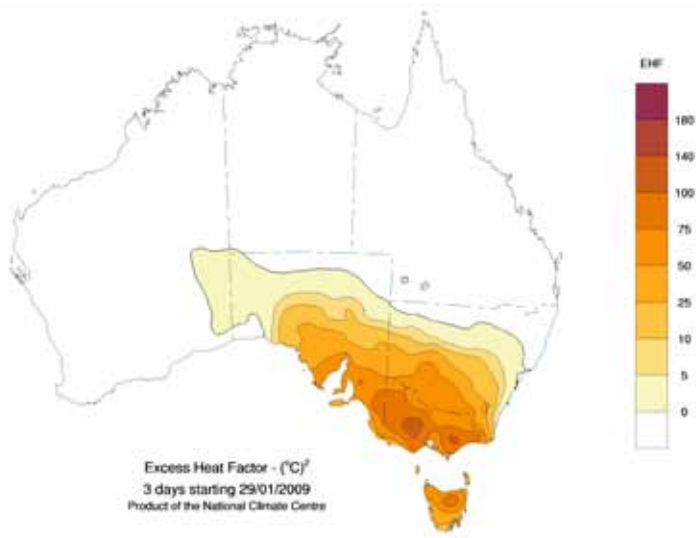 EHF
180
140
100
75
50
25
10
5
0
Excess Heat Factor - (°C)²
3 days starting 29/01/2009
Product of the National Climate Centre